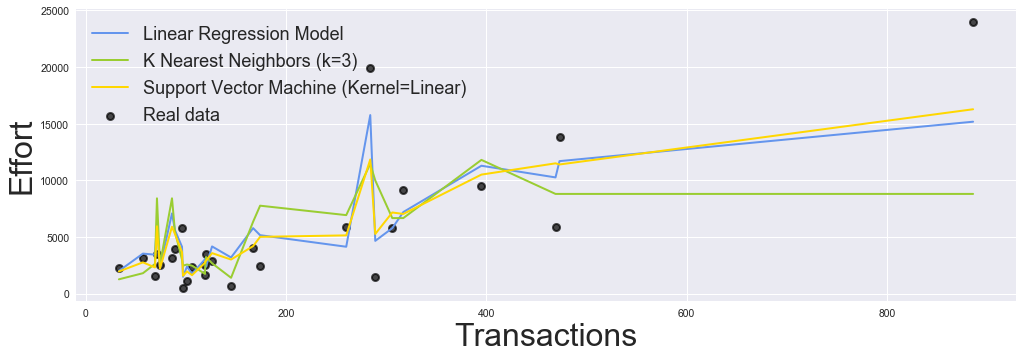 25000
20000
15000
10000
5000
0
Effort
Linear Regression Model
K Nearest Neighbors (k=3)
Support Vector Machine (Kernel=Linear)
Real data
0 200 400 600 800
Transactions